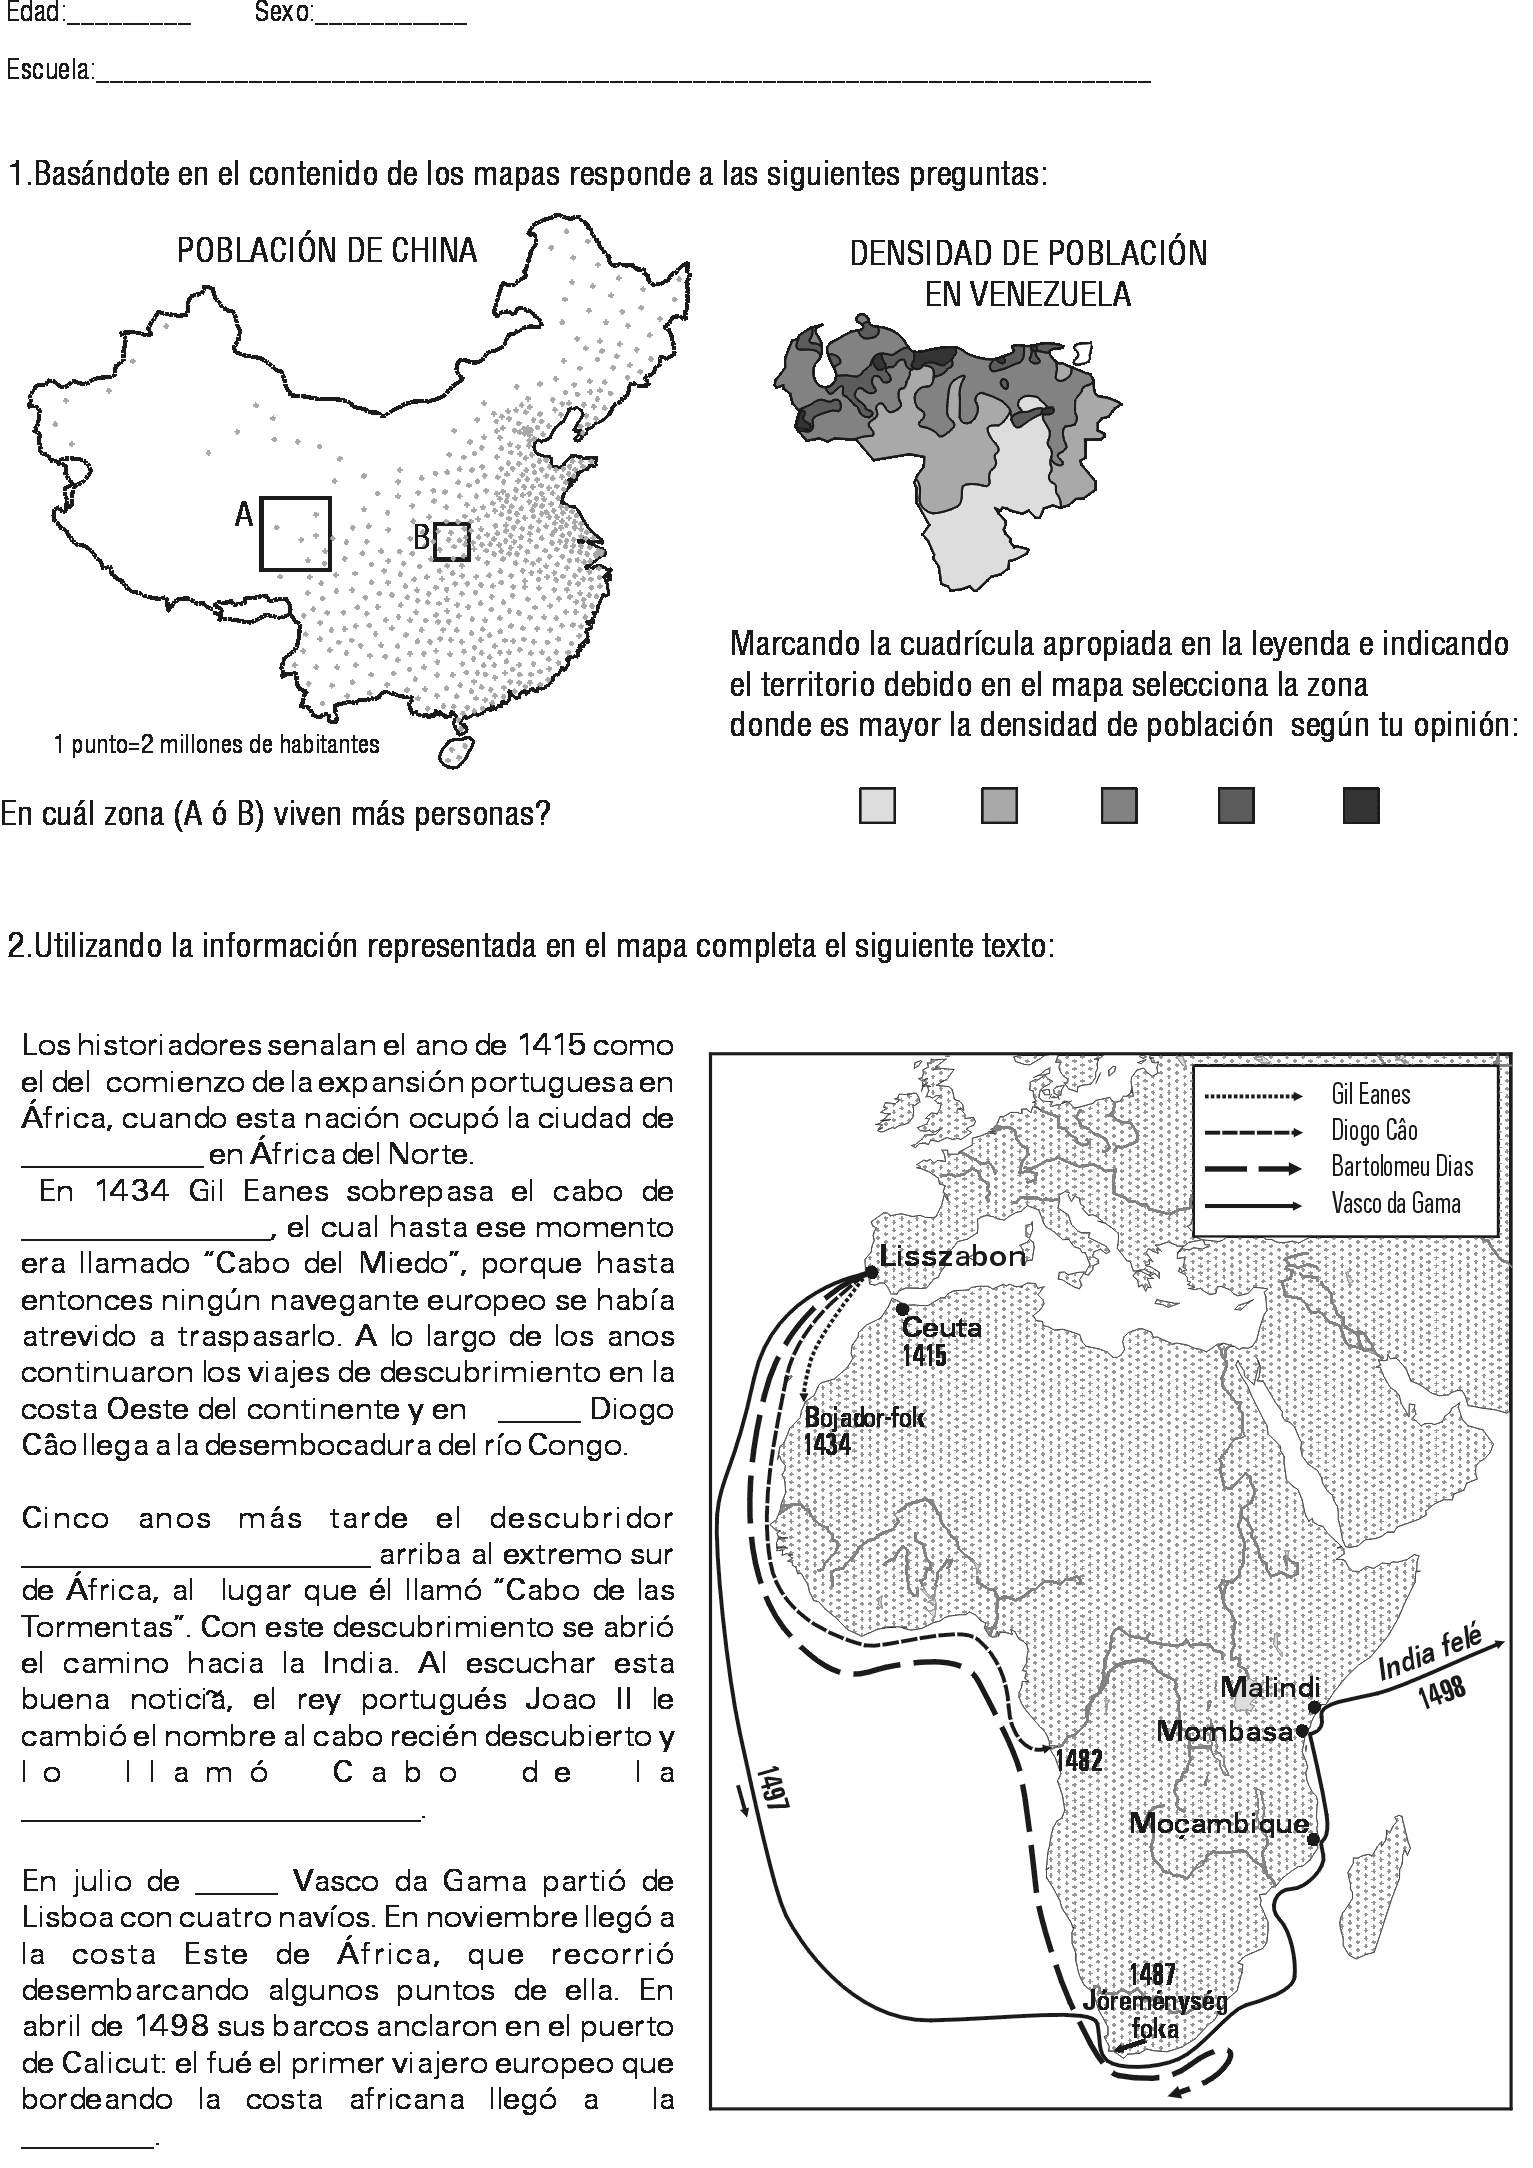 Edad:_________ Sexo:___________
Escuela:____________________________________________________________________________
1.Basándote en el contenido de los mapas responde a las siguientes preguntas:
POBLACIÓN DE CHINA
A
B
1 punto=2 millones de habitantes
En cuál zona (A ó B) viven más personas?
DENSIDAD DE POBLACIÓN
EN VENEZUELA
Marcando la cuadrícula apropiada en la leyenda e indicando
el territorio debido en el mapa selecciona la zona
donde es mayor la densidad de población según tu opinión:
2.Utilizando la información representada en el mapa completa el siguiente texto:
Los historiadores senalan el ano de 1415 como
el del comienzo de la expansión portuguesa en
África, cuando esta nación ocupó la ciudad de
___________ en África del Norte.
En 1434 Gil Eanes sobrepasa el cabo de
_______________, el cual hasta ese momento
era llamado "Cabo del Miedo", porque hasta
entonces ningún navegante europeo se había
atrevido a traspasarlo. A lo largo de los anos
continuaron los viajes de descubrimiento en la
costa Oeste del continente y en _____ Diogo
Câo llega a la desembocadura del río Congo.
Cinco anos más tarde el descubridor
_____________________ arriba al extremo sur
de África, al lugar que él llamó "Cabo de las
Tormentas". Con este descubrimiento se abrió
el camino hacia la India. Al escuchar esta
buena noticia, el rey portugués Joao II le
cambió el nombre al cabo recién descubierto y
lo llamó Cabo de la
________________________.
En julio de _____ Vasco da Gama partió de
Lisboa con cuatro navíos. En noviembre llegó a
la costa Este de África, que recorrió
desembarcando algunos puntos de ella. En
abril de 1498 sus barcos anclaron en el puerto
de Calicut: el fué el primer viajero europeo que
bordeando la costa africana llegó a la
________.
Gil Eanes
Diogo Câo
Bartolomeu Dias
Vasco da Gama
Lisszabon
Ceuta
1415
Bojador-fok
1434
India felé
1498
Malindi
Mombasa
1482
1497
Moçambique
1487
Jóreménység
foka